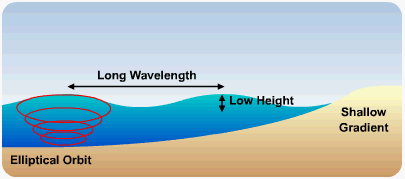 Long Wavelength
Low Height
Shallow
Gradient
Elliptical Orbit